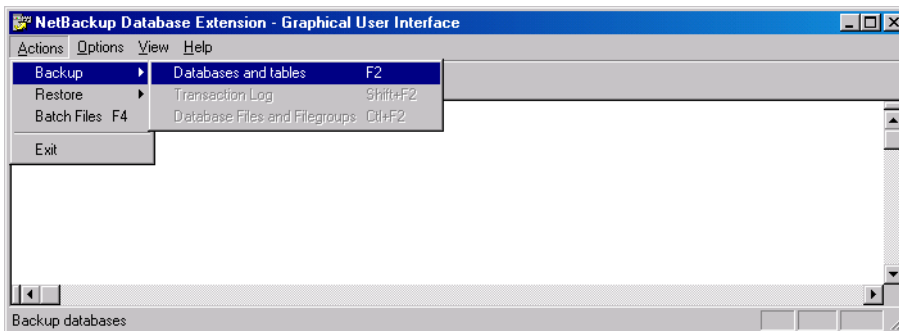 NetBackup Database Extension - Graphical User Interface
Actions Options View Help
Backup Databases and tables F2
Restore Transaction Log Shift+F2
Batch Files F4 Database Files and Filegroups Ctl+F2
Exit
Backup databases